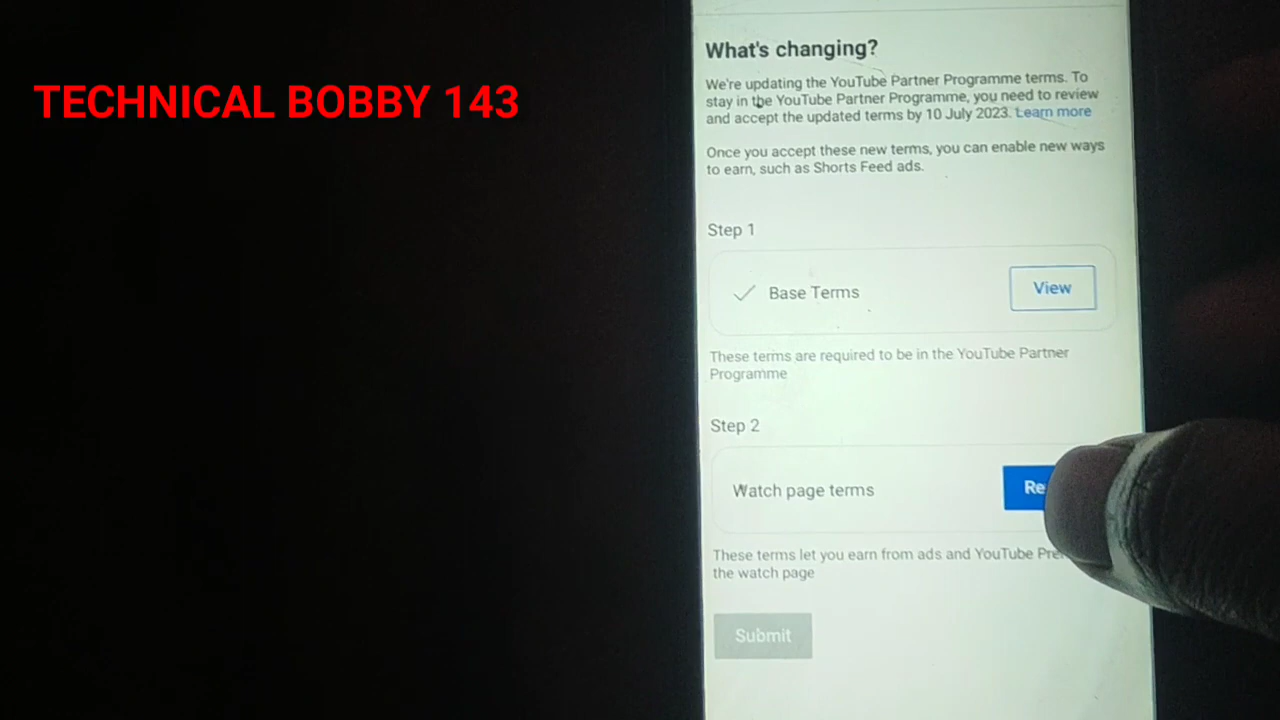 TECHNICAL BOBBY 143
What's changing?
We're updating the YouTube Partner Programme terms. To
stay in the YouTube Partner Programme, you need to review
and accept the updated terms by 10 July 2023. Learn more
Once you accept these new terms, you can enable new ways
to earn, such as Shorts Feed ads.
Step 1
Base Terms
View
These terms are required to be in the YouTube Partner
Programme
Step 2
Watch page terms
These terms let you earn from ads and YouTube
the watch page
Submit